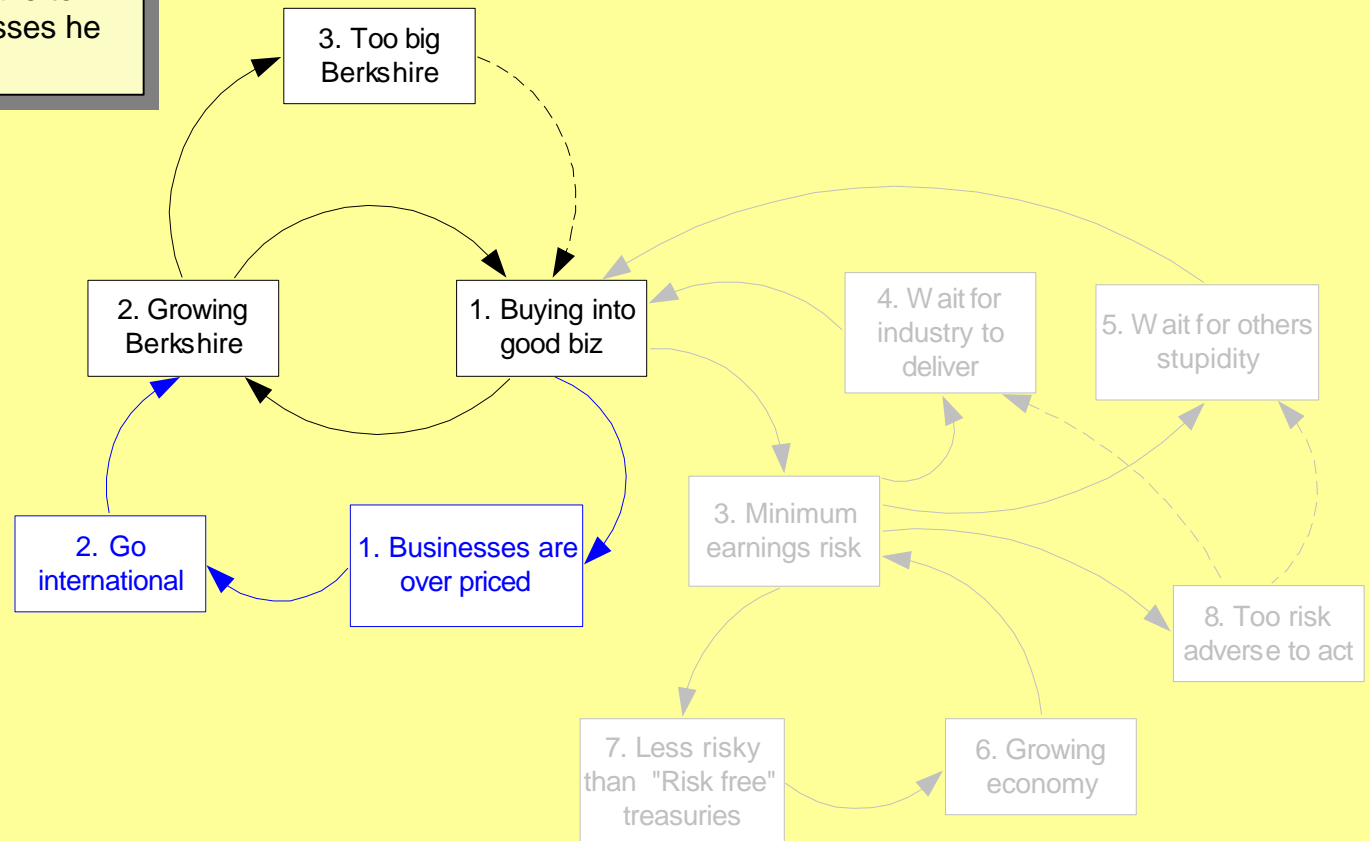 sses he
3. Too big
Berkshire
2. Growing
Berkshire
1. Buying into
good biz
4. Wait for
industry to
deliver
5. Wait for others
stupidity
2. Go
international
1. Businesses are
over priced
3. Minimum
earnings risk
8. Too risk
adverse to act
7. Less risky
than "Risk free"
treasuries
6. Growing
economy